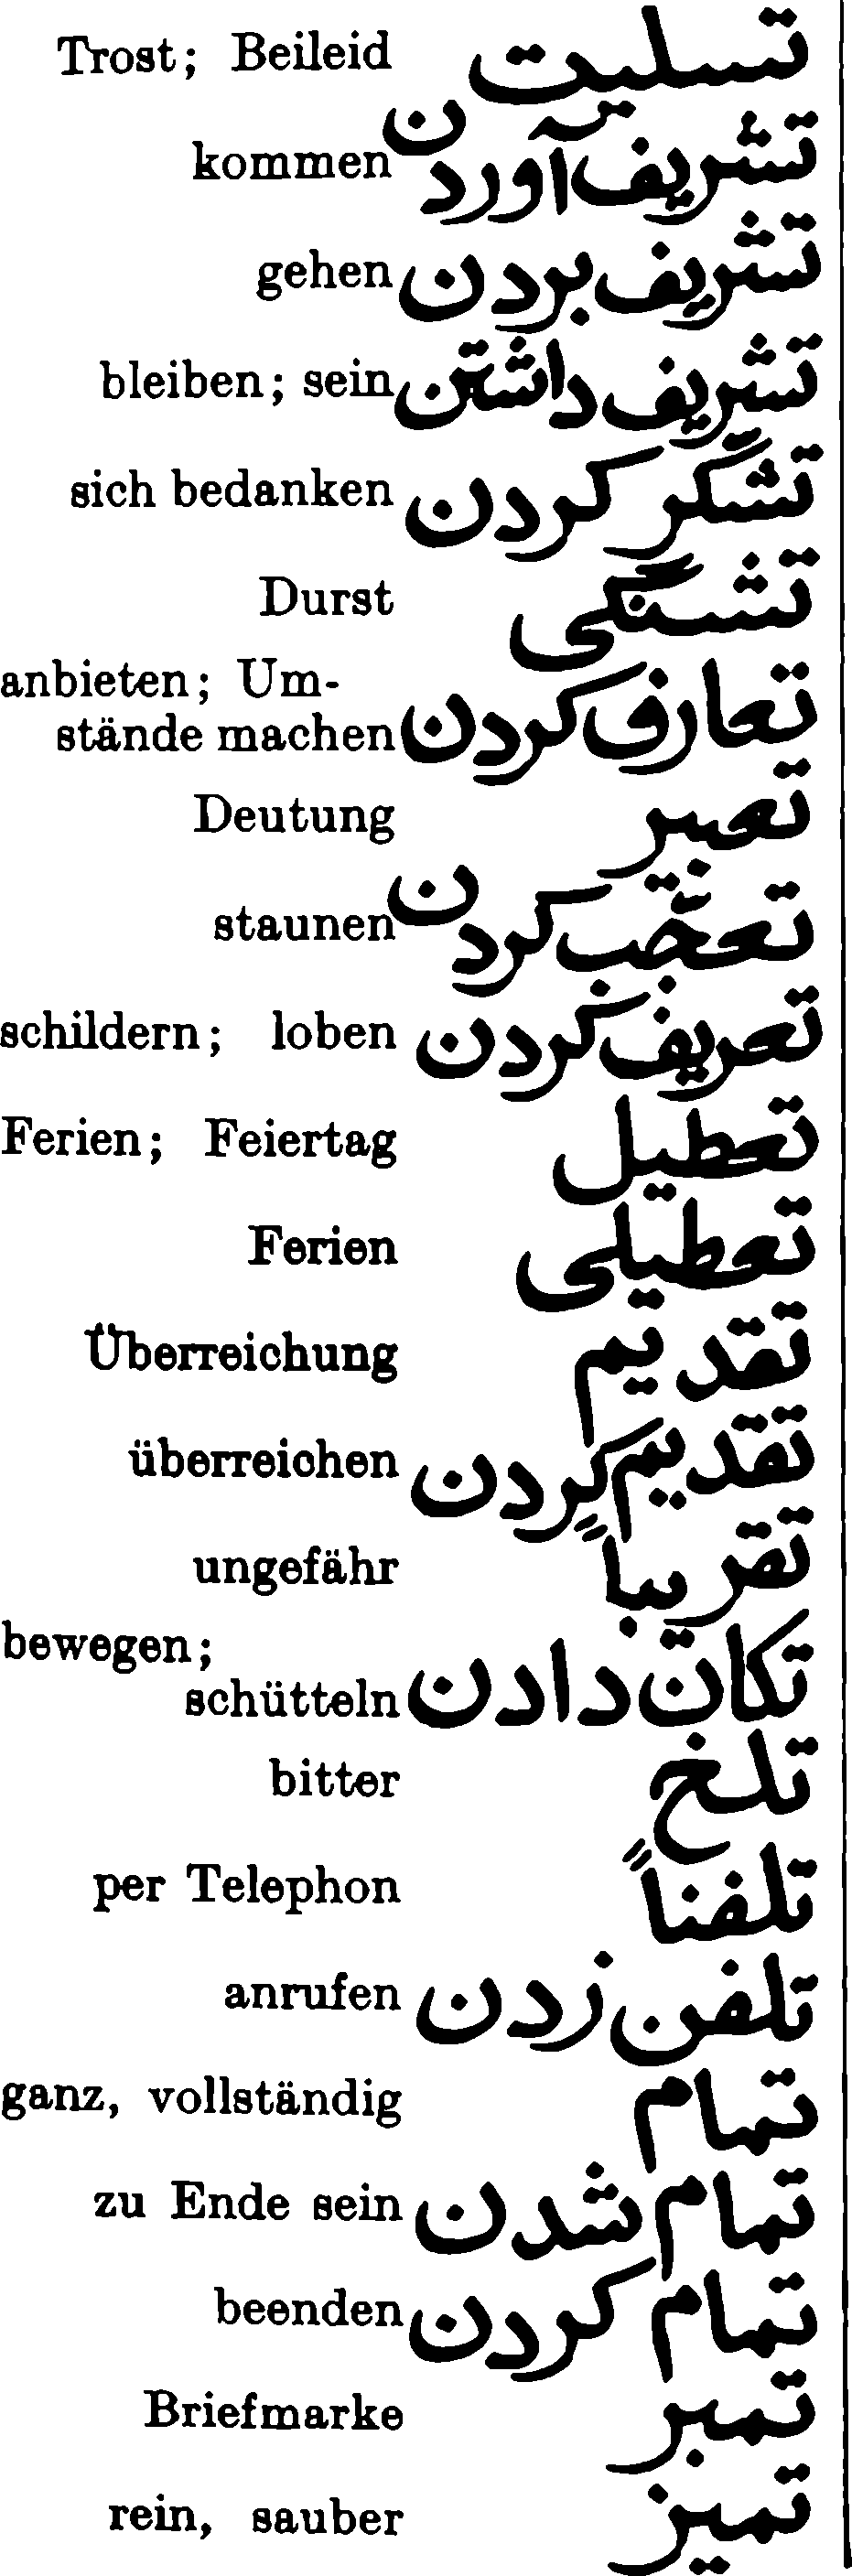 Trost; Beileid تسلیت
kommen تشریف آوردن
gehen تشریف بردن
bleiben; sein تشریف داشتن
sich bedanken تشکر کردن
Durst تشنگی
anbieten; Um-
stände machen تعارف کردن
Deutung تعبیر
staunen تعجّب کردن
schildern; loben تعریف کردن
Ferien; Feiertag تعطیل
Ferien تعطیلی
Überreichung تقدیم
überreichen تقدیم کردن
ungefähr تقریباً
bewegen;
schütteln تکان دادن
bitter تلخ
per Telephon تلفناً
anrufen تلفن زدن
ganz, vollständig تمام
zu Ende sein تمام شدن
beenden تمام کردن
Briefmarke تمبر
rein, sauber تمیز